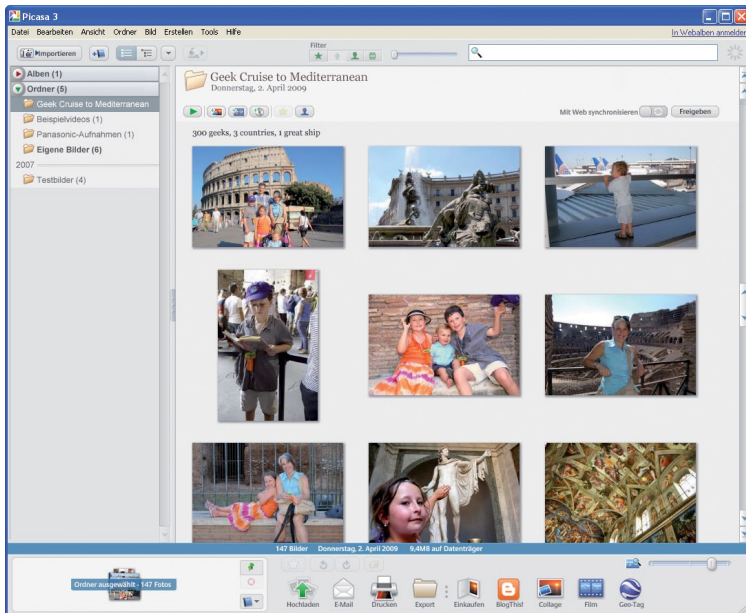 Picasa 3
Datei Bearbeiten Ansicht Ordner Bild Erstellen Tools Hilfe
In Webalben anmelden
Importieren
Filter
Alben (1)
Ordner (5)
Geek Cruise to Mediterranean
Beispielvideos (1)
Panasonic-Aufnahmen (1)
Eigene Bilder (6)
2007
Testbilder (4)
Geek Cruise to Mediterranean
Donnerstag, 2. April 2009
Mit Web synchronisieren
Freigeben
300 geeks, 3 countries, 1 great ship
147 Bilder Donnerstag, 2. April 2009 9,4MB auf Datenträger
Ordner ausgewählt - 147 Fotos
Hochladen E-Mail Drucken Export Einkaufen BlogThis! Collage Film Geo-Tag